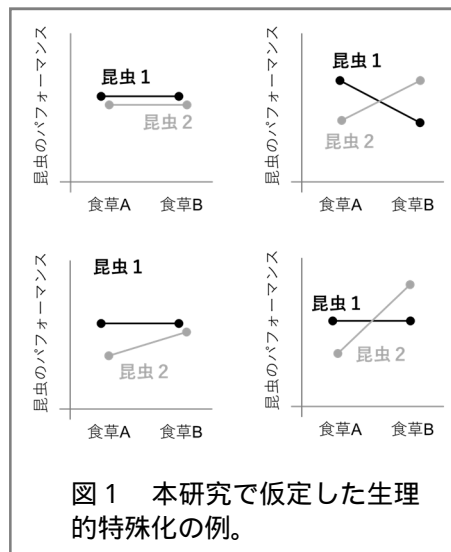 昆虫のパフォーマンス
昆虫1
昆虫2
食草A 食草B
昆虫のパフォーマンス
昆虫1
昆虫2
食草A 食草B
昆虫のパフォーマンス
昆虫1
昆虫2
食草A 食草B
昆虫のパフォーマンス
昆虫1
昆虫2
食草A 食草B
図1 本研究で仮定した生理
的特殊化の例。